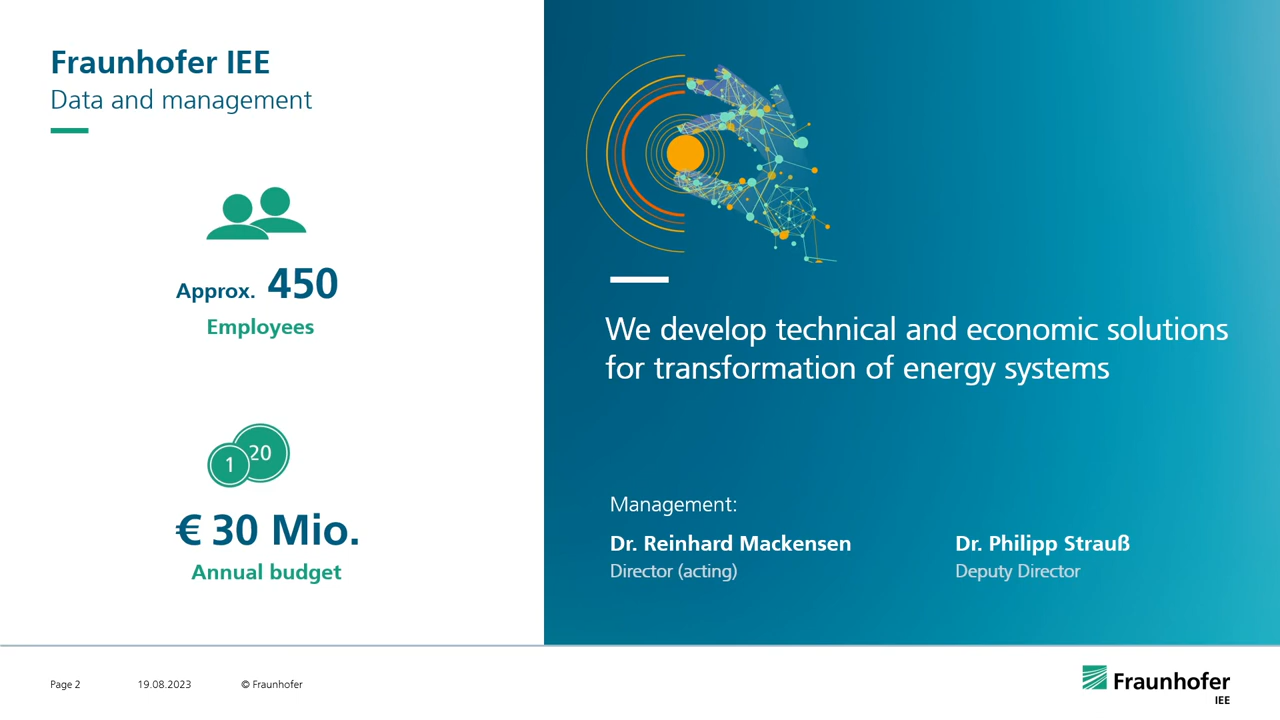 Fraunhofer IEE
Data and management
Approx. 450
Employees
1 20
€ 30 Mio.
Annual budget
We develop technical and economic solutions
for transformation of energy systems
Management:
Dr. Reinhard Mackensen
Director (acting)
Dr. Philipp Strauß
Deputy Director
Page 2
19.08.2023
© Fraunhofer
Fraunhofer
IEE